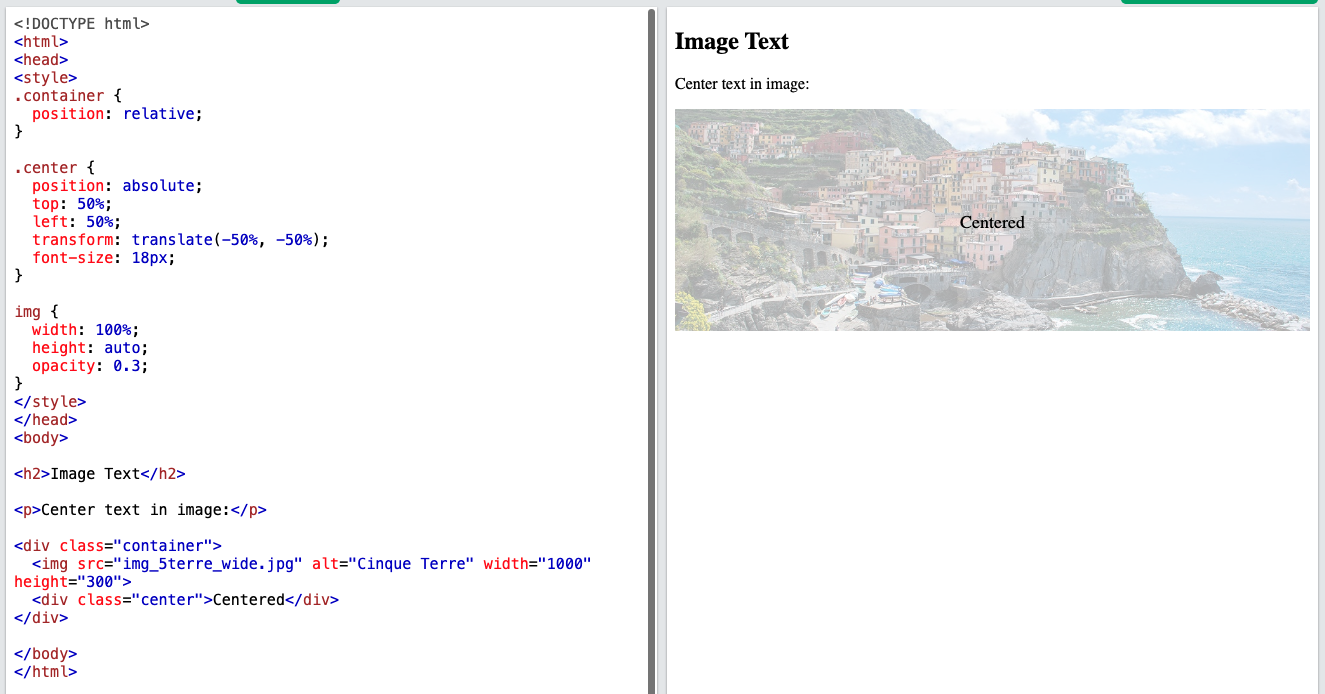 <!DOCTYPE html>
<html>
<head>
<style>
.container {
  position: relative;
}

.center {
  position: absolute;
  top: 50%;
  left: 50%;
  transform: translate(-50%, -50%);
  font-size: 18px;
}

img {
  width: 100%;
  height: auto;
  opacity: 0.3;
}
</style>
</head>
<body>

<h2>Image Text</h2>

<p>Center text in image:</p>

<div class="container">
  <img src="img_5terre_wide.jpg" alt="Cinque Terre" width="1000"
height="300">
  <div class="center">Centered</div>
</div>

</body>
</html>
Image Text
Center text in image:
Centered